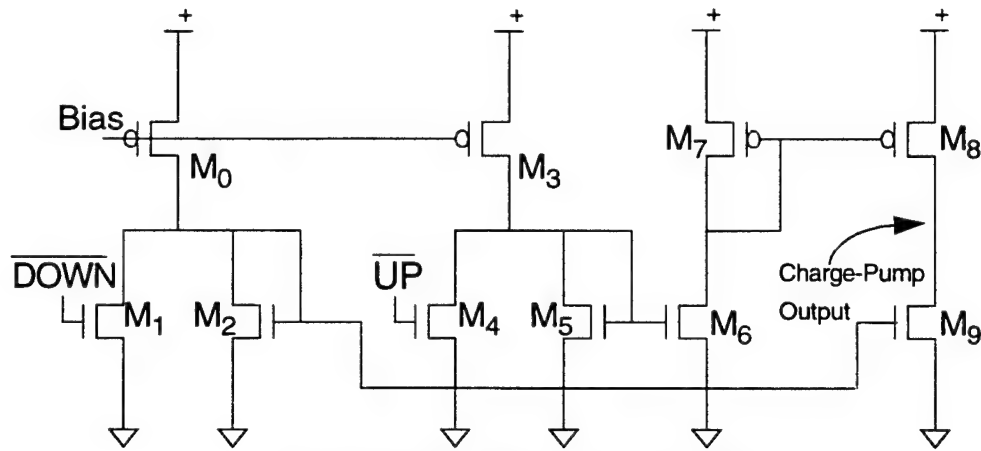 + + + +
Bias
M₀ M₃ M₇ M₈
DOWN UP
Charge-Pump
Output
M₁ M₂ M₄ M₅ M₆ M₉